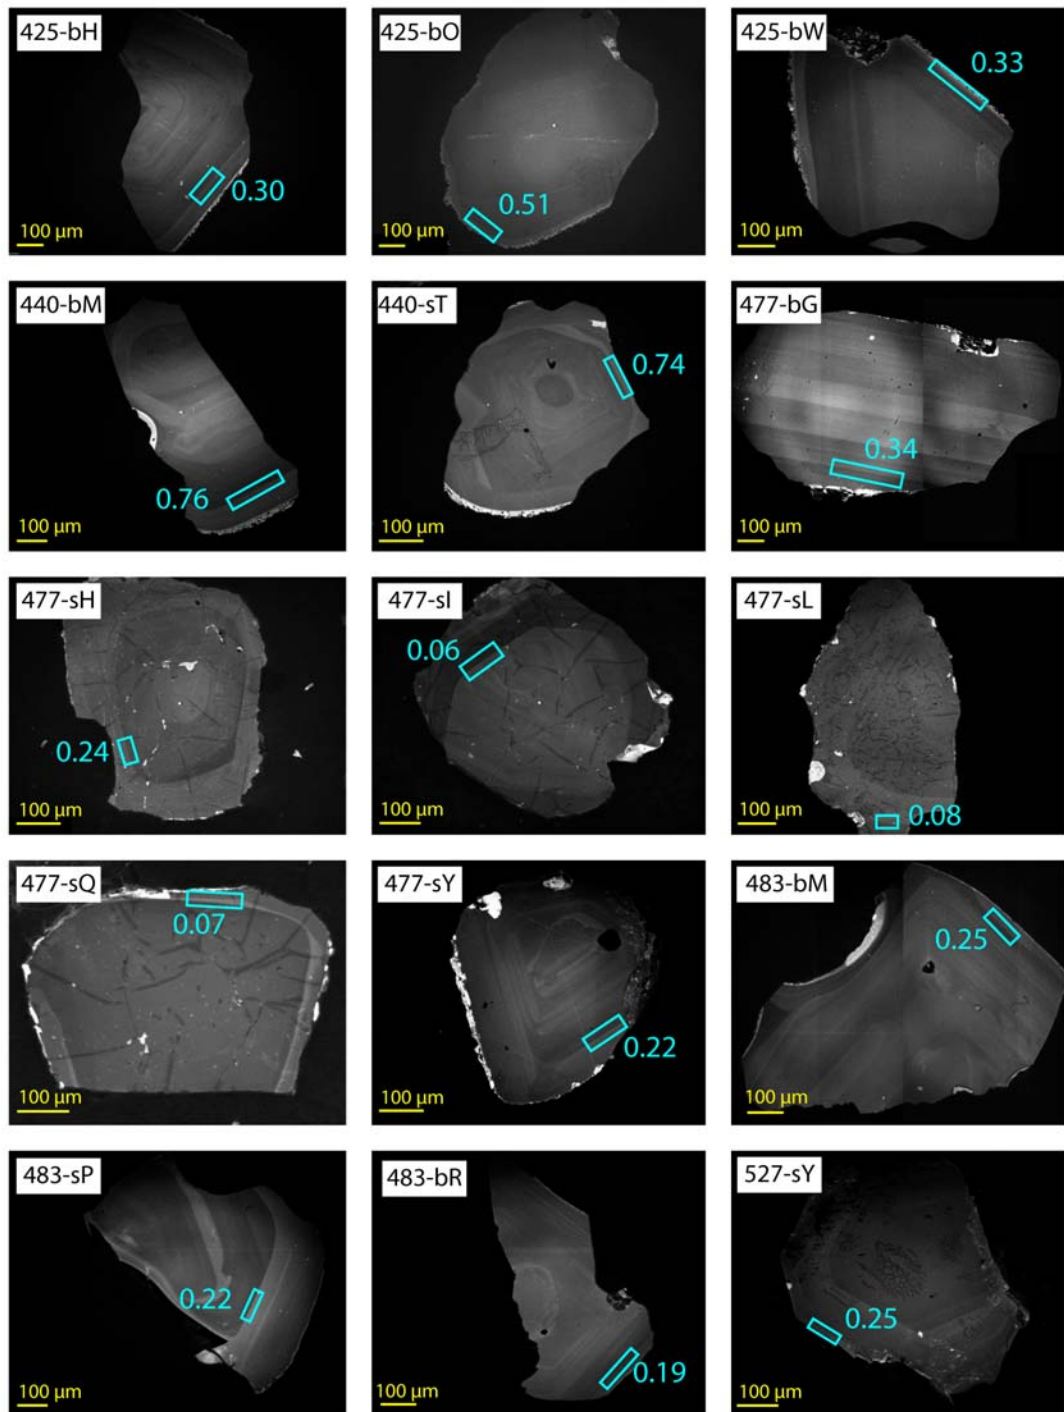 425-bH
0.30
100 µm
425-bO
0.51
100 µm
425-bW
0.33
100 µm
440-bM
0.76
100 µm
440-sT
0.74
100 µm
477-bG
0.34
100 µm
477-sH
0.24
100 µm
477-sI
0.06
100 µm
477-sL
0.08
100 µm
477-sQ
0.07
100 µm
477-sY
0.22
100 µm
483-bM
0.25
100 µm
483-sP
0.22
100 µm
483-bR
0.19
100 µm
527-sY
0.25
100 µm